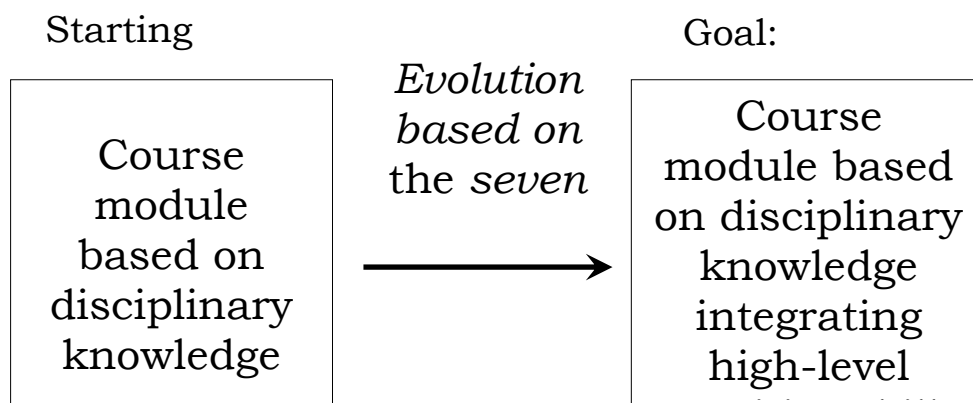 Starting
Goal:
Evolution
based on
the seven
Course
module
based on
disciplinary
knowledge
Course
module based
on disciplinary
knowledge
integrating
high-level